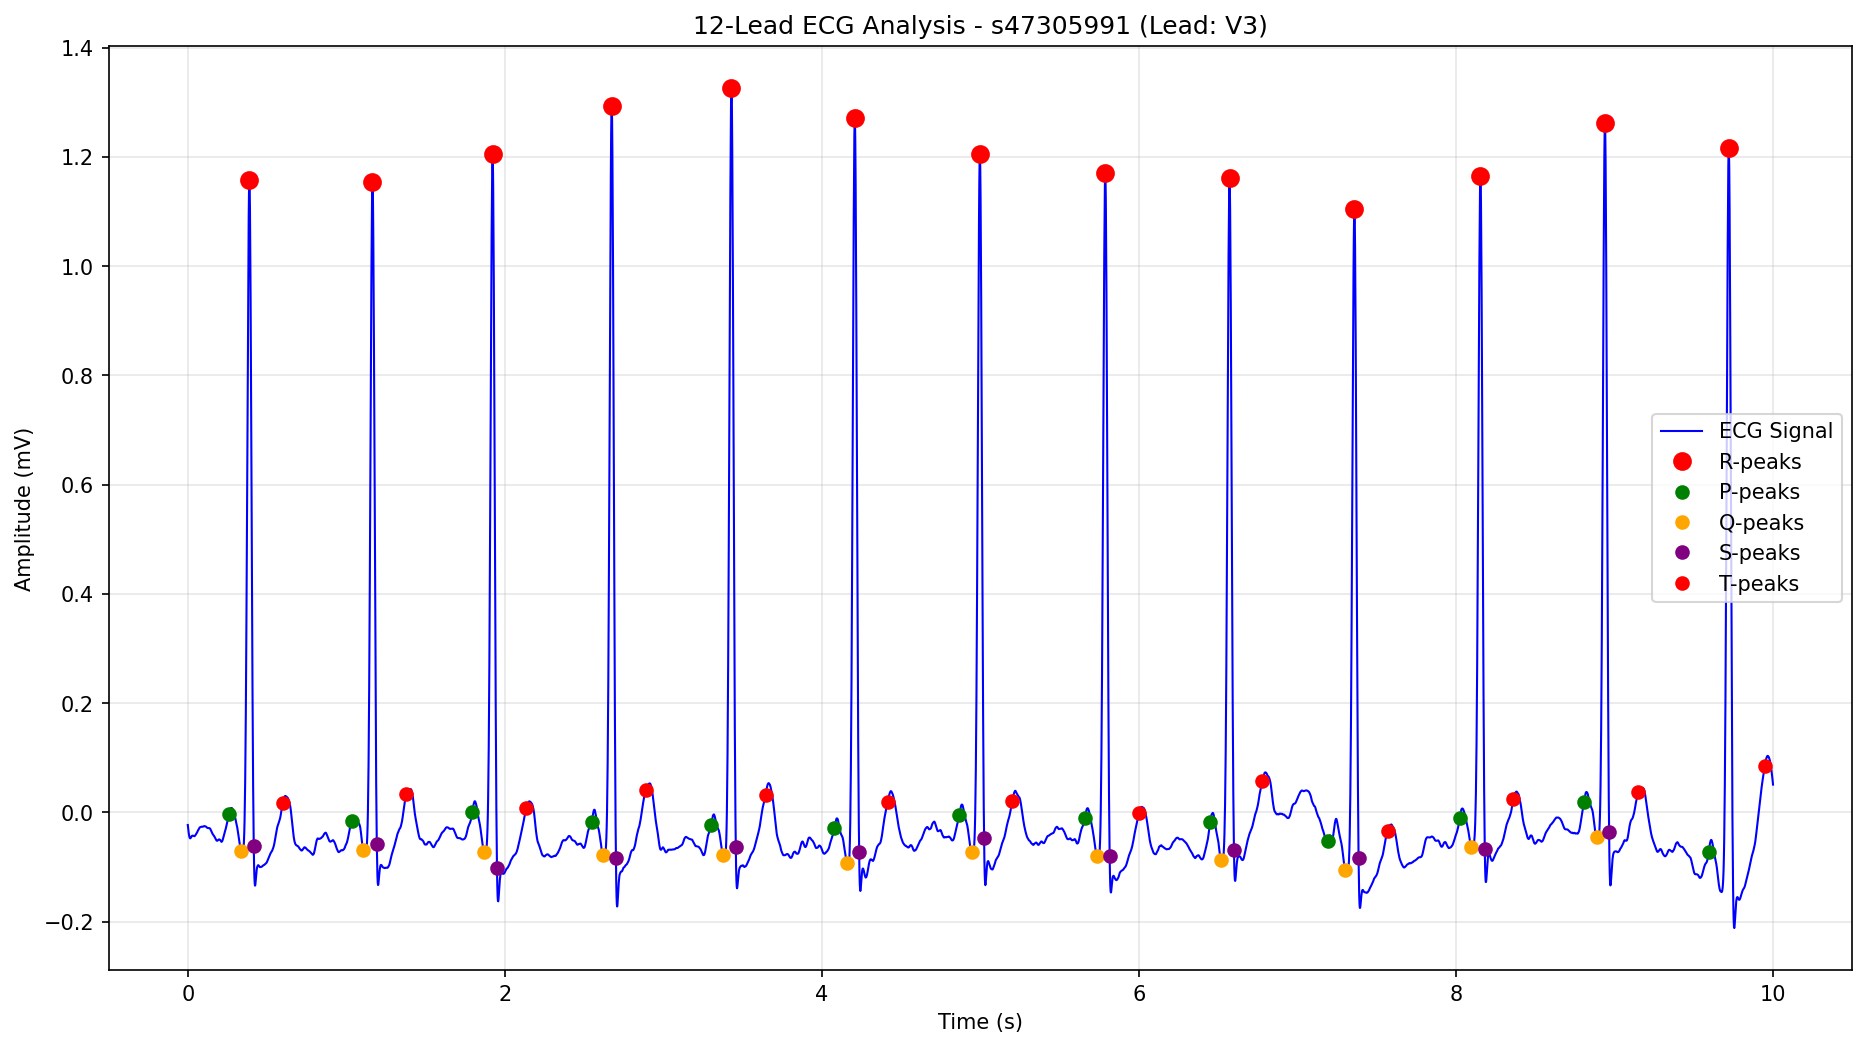 12-Lead ECG Analysis - s47305991 (Lead: V3)
1.4
1.2
1.0
0.8
0.6
0.4
0.2
0.0
−0.2
Amplitude (mV)
ECG Signal
R-peaks
P-peaks
Q-peaks
S-peaks
T-peaks
0 2 4 6 8 10
Time (s)